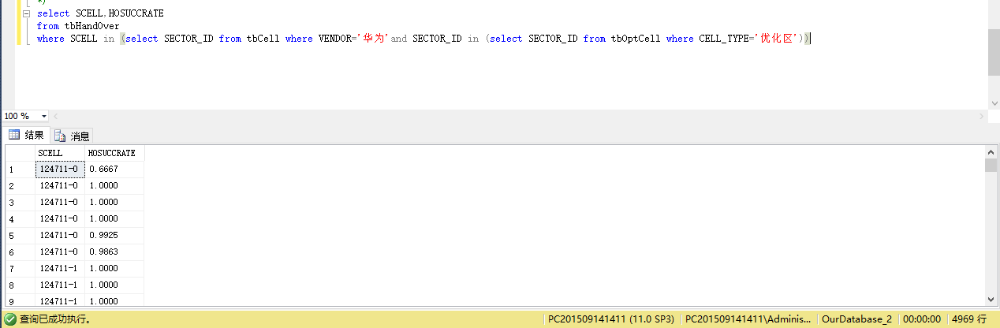 *)
select SCELL,HOSUCCRATE
from tbHandOver
where SCELL in (select SECTOR_ID from tbCell where VENDOR='华为'and SECTOR_ID in (select SECTOR_ID from tbOptCell where CELL_TYPE='优化区'))
100 %
结果 消息
SCELL HOSUCCRATE
1 124711-0 0.6667
2 124711-0 1.0000
3 124711-0 1.0000
4 124711-0 1.0000
5 124711-0 0.9925
6 124711-0 0.9863
7 124711-1 1.0000
8 124711-1 1.0000
9 124711-1 1.0000
查询已成功执行。 PC201509141411 (11.0 SP3) PC201509141411\Adminis... OurDatabase_2 00:00:00 4969 行